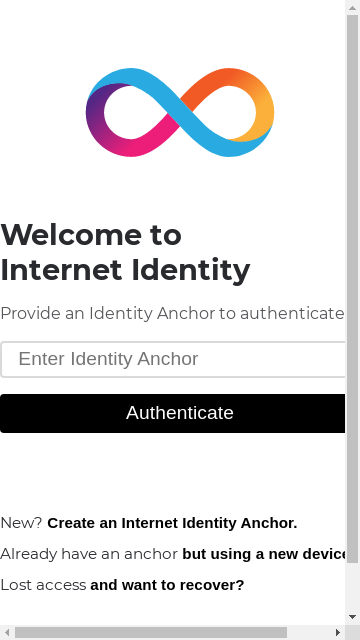 Welcome to
Internet Identity
Provide an Identity Anchor to authenticate
Enter Identity Anchor
Authenticate
New? Create an Internet Identity Anchor.
Already have an anchor but using a new device
Lost access and want to recover?